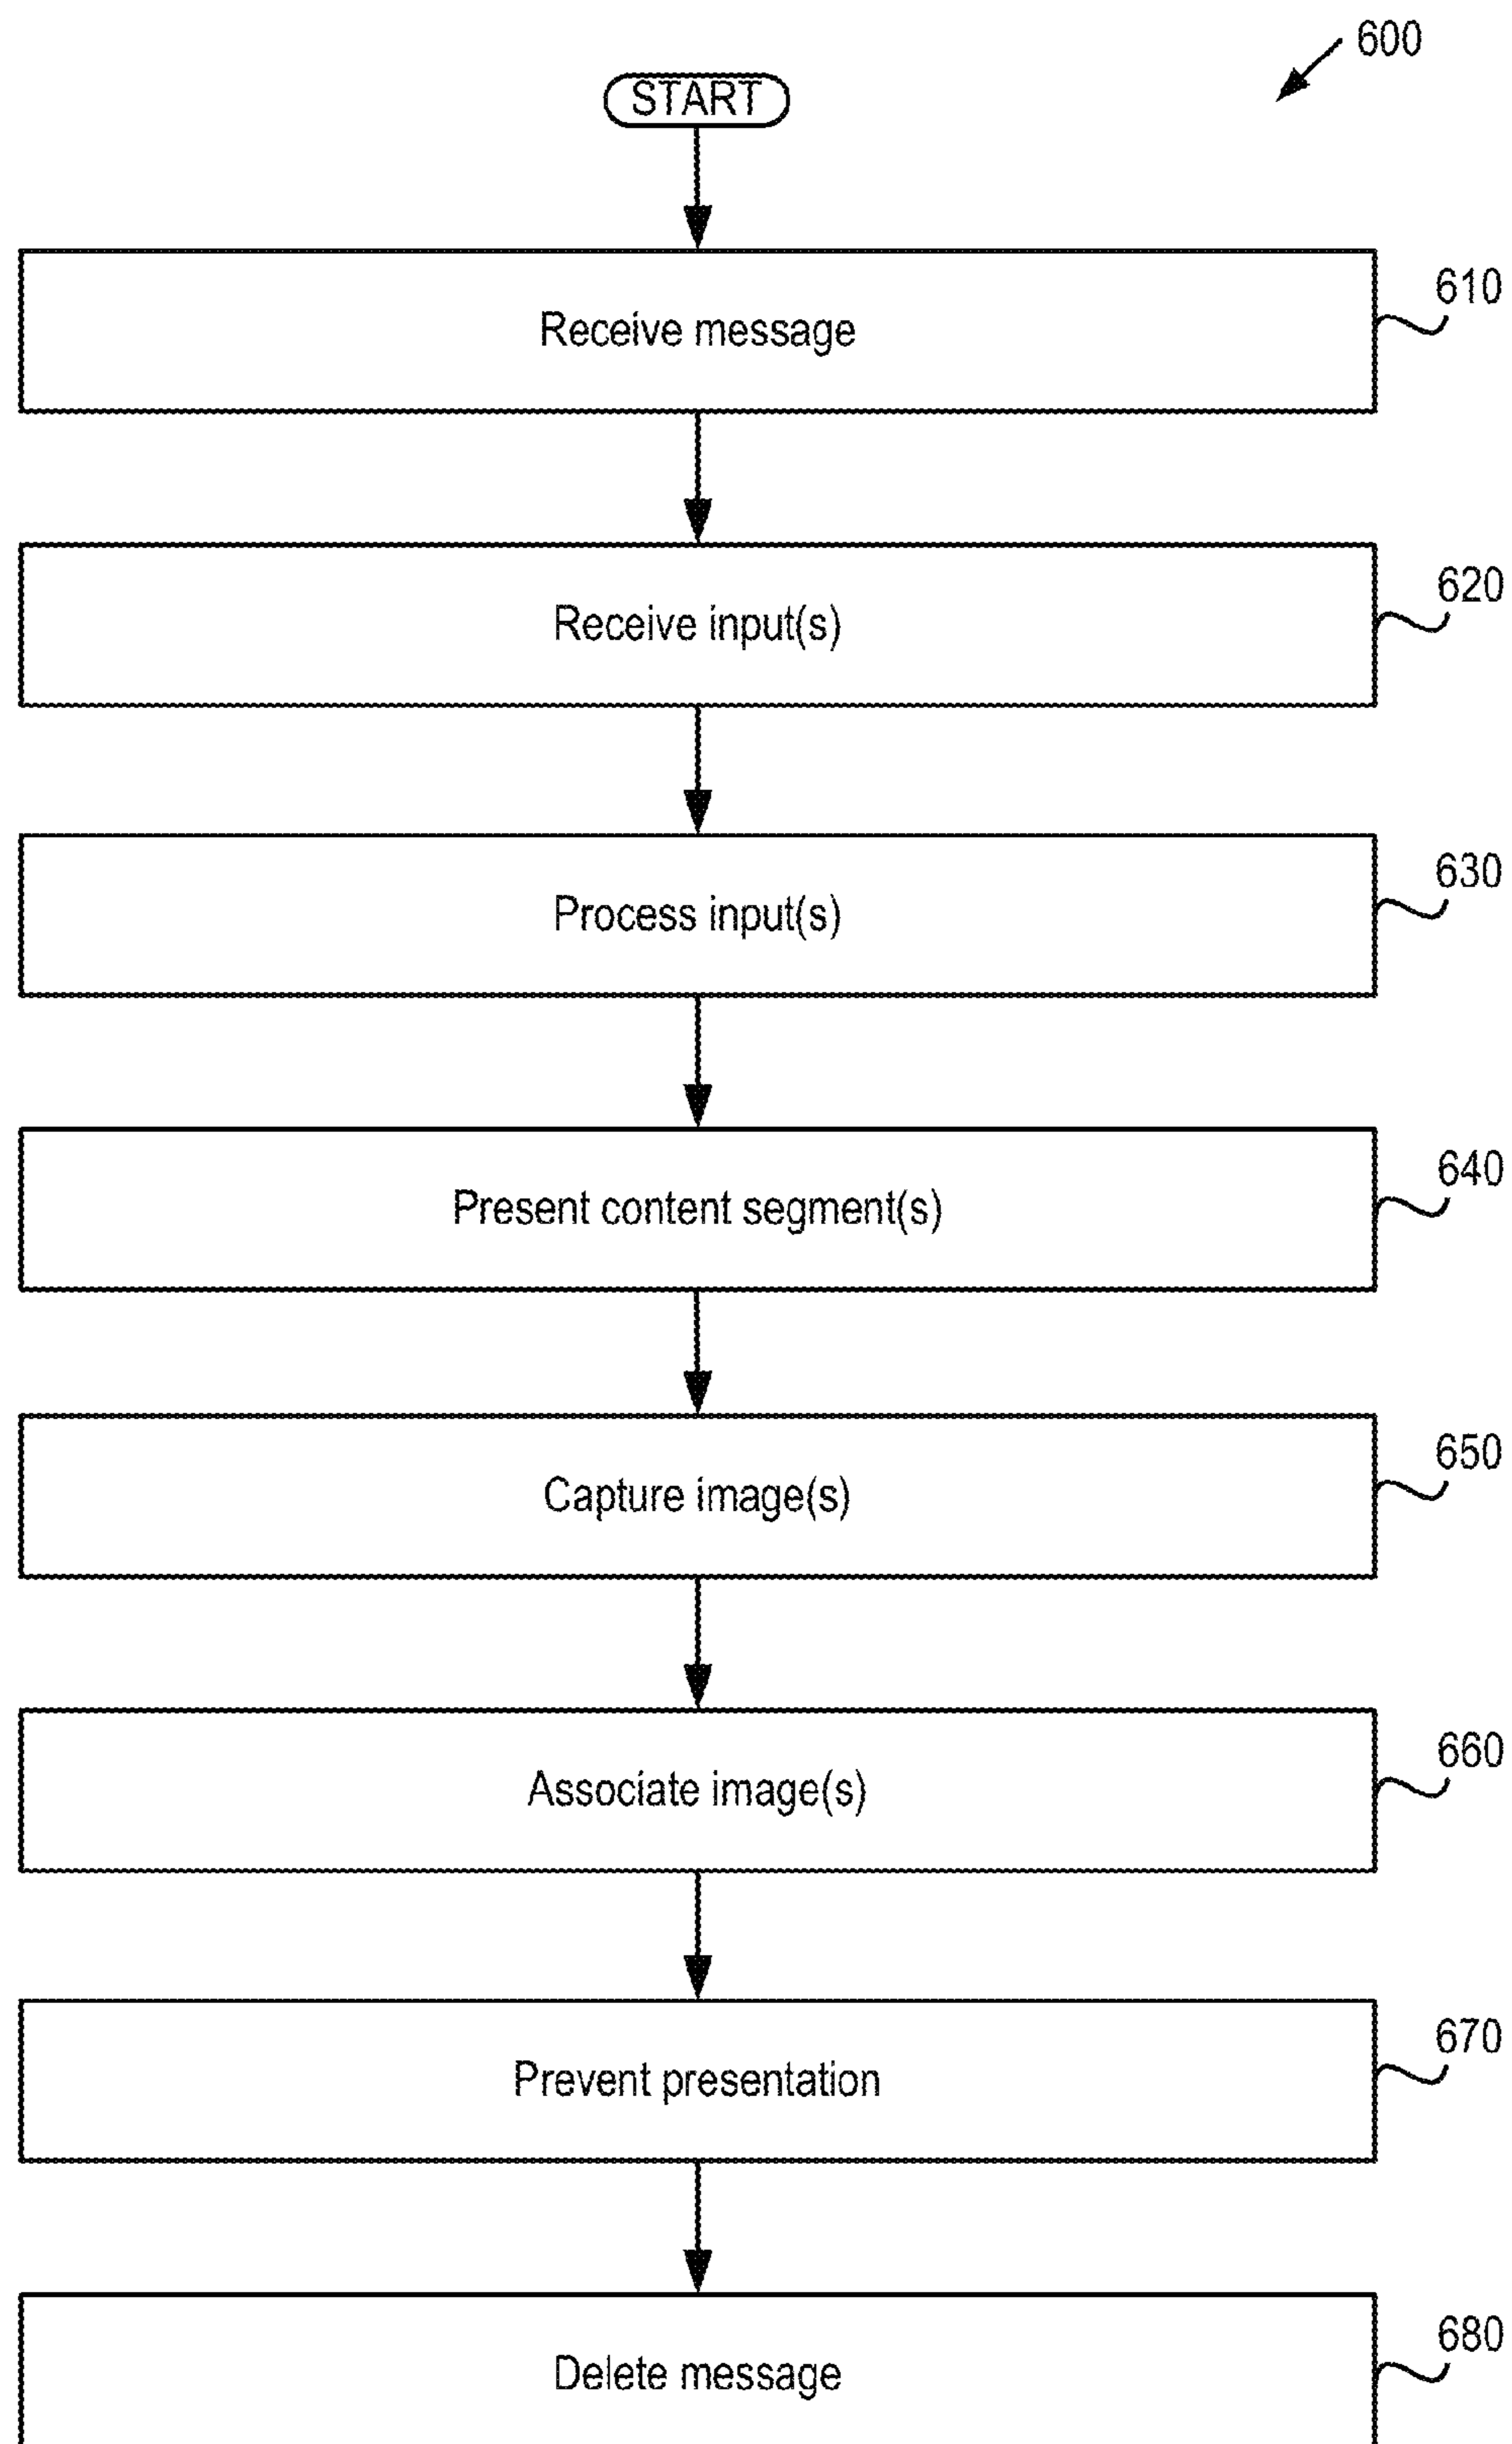 600
START
Receive message
610
Receive input(s)
620
Process input(s)
630
Present content segment(s)
640
Capture image(s)
650
Associate image(s)
660
Prevent presentation
670
Delete message
680